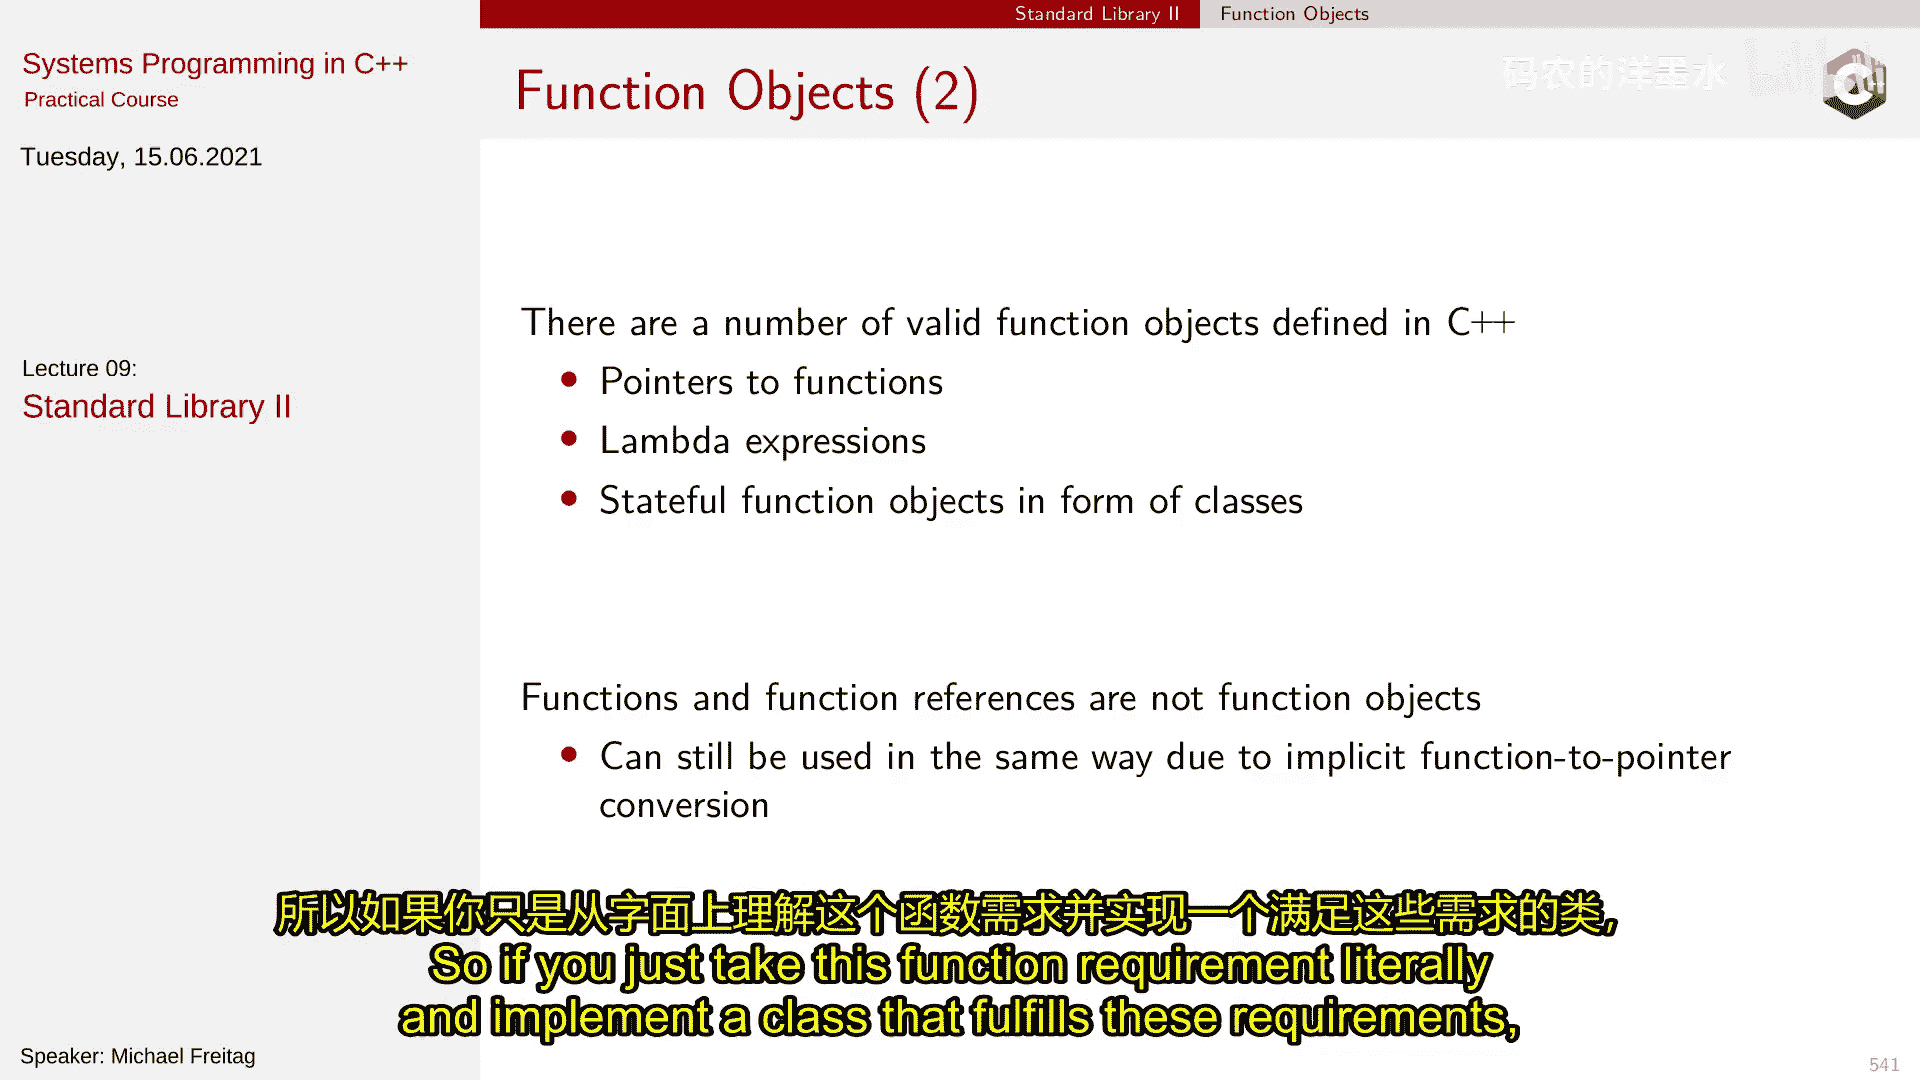 Standard Library II Function Objects
Systems Programming in C++
Practical Course
Function Objects (2)
码农的洋墨水
Tuesday, 15.06.2021
There are a number of valid function objects defined in C++
Pointers to functions
Lecture 09:
Standard Library II
Lambda expressions
Stateful function objects in form of classes
Functions and function references are not function objects
Can still be used in the same way due to implicit function-to-pointer
conversion
所以如果你只是从字面上理解这个函数需求并实现一个满足这些需求的类，
So if you just take this function requirement literally
and implement a class that fulfills these requirements,
Speaker: Michael Freitag
541